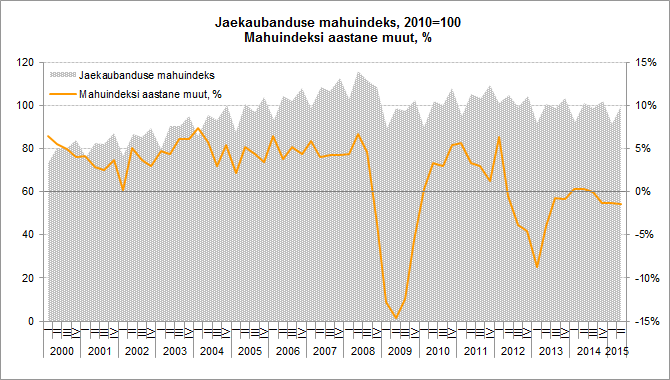 Jaekaubanduse mahuindeks, 2010=100
Mahuindeksi aastane muut, %
Jaekaubanduse mahuindeks
Mahuindeksi aastane muut, %
120 15%
100 10%
80 5%
60 0%
40 -5%
20 -10%
0 -15%
2000 2001 2002 2003 2004 2005 2006 2007 2008 2009 2010 2011 2012 2013 2014 2015